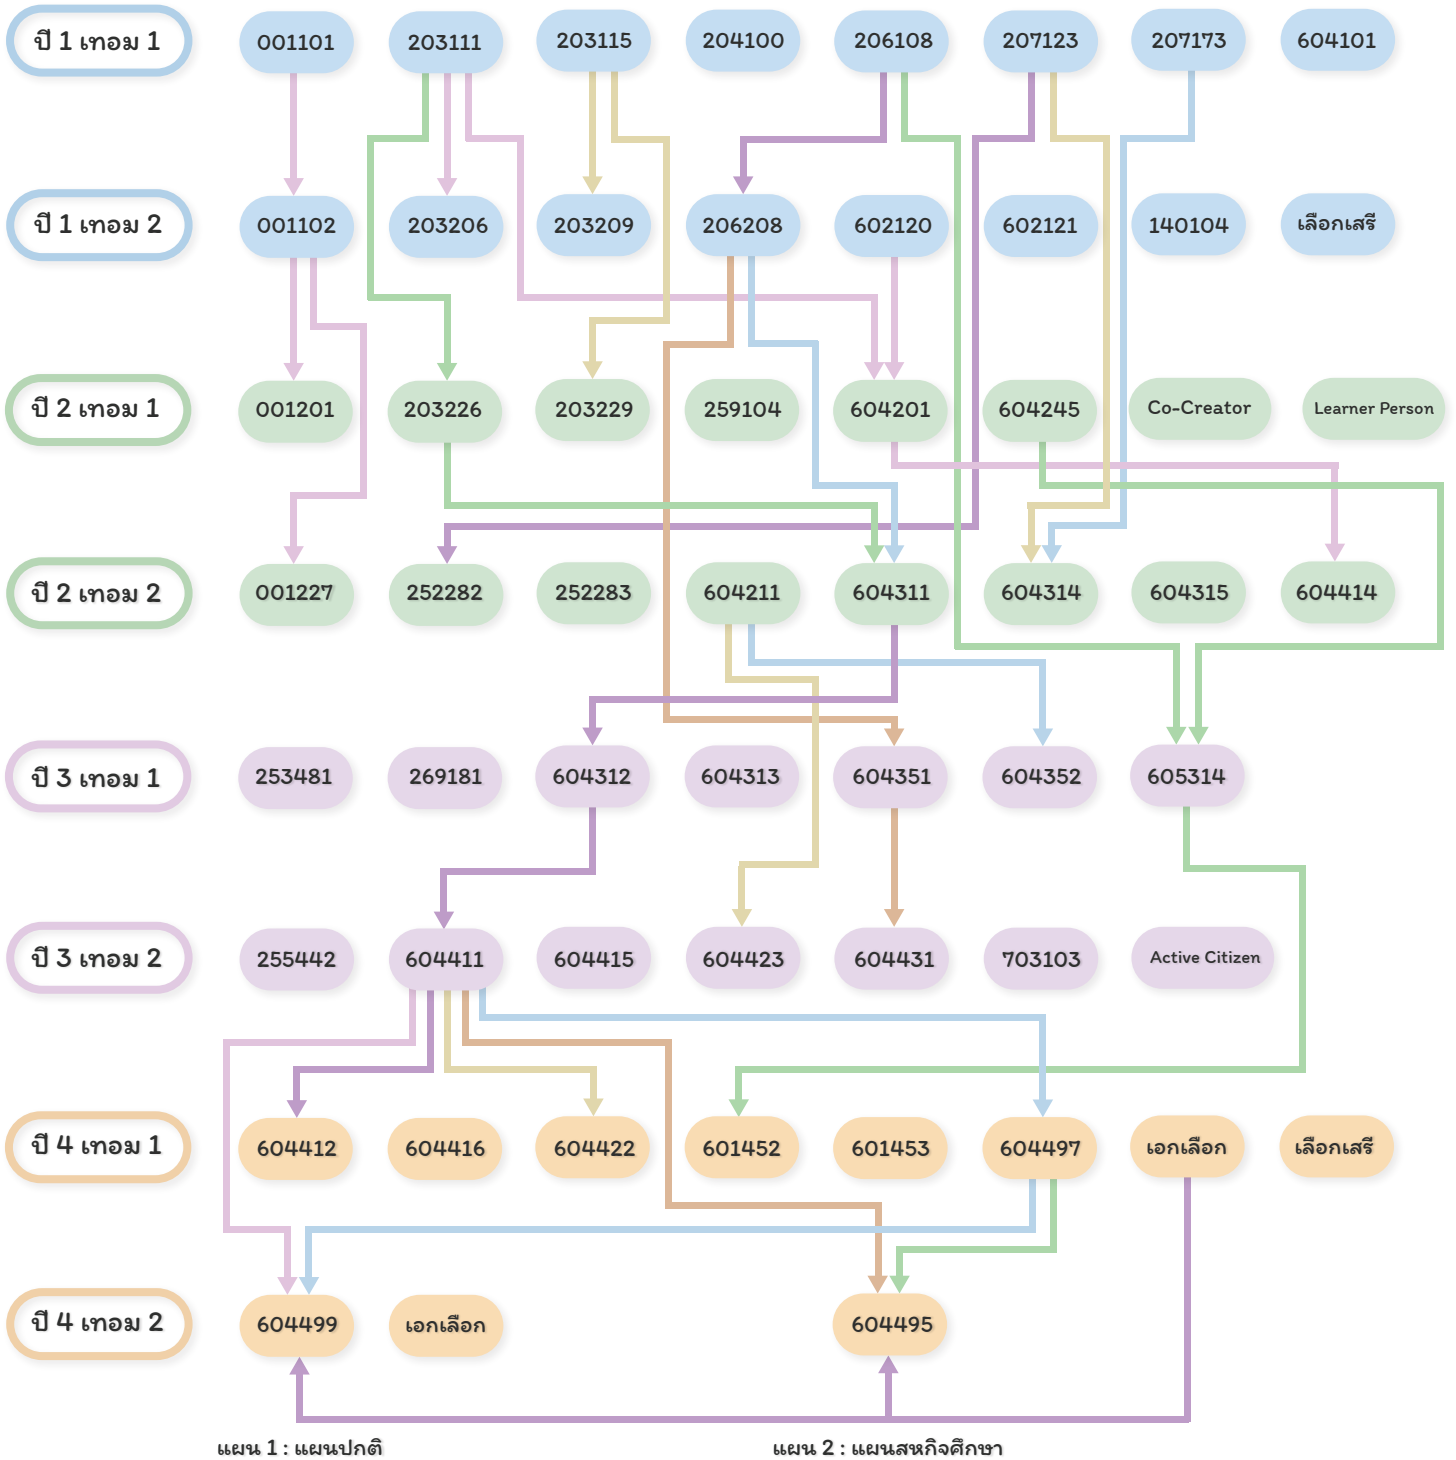 ปี 1 เทอม 1
001101
203111
203115
204100
206108
207123
207173
604101
ปี 1 เทอม 2
001102
203206
203209
206208
602120
602121
140104
เลือกเสรี
ปี 2 เทอม 1
001201
203226
203229
259104
604201
604245
Co-Creator
Learner Person
ปี 2 เทอม 2
001227
252282
252283
604211
604311
604314
604315
604414
ปี 3 เทอม 1
253481
269181
604312
604313
604351
604352
605314
ปี 3 เทอม 2
255442
604411
604415
604423
604431
703103
Active Citizen
ปี 4 เทอม 1
604412
604416
604422
601452
601453
604497
เอกเลือก
เลือกเสรี
ปี 4 เทอม 2
604499
เอกเลือก
604495
แผน 1 : แผนปกติ
แผน 2 : แผนสหกิจศึกษา